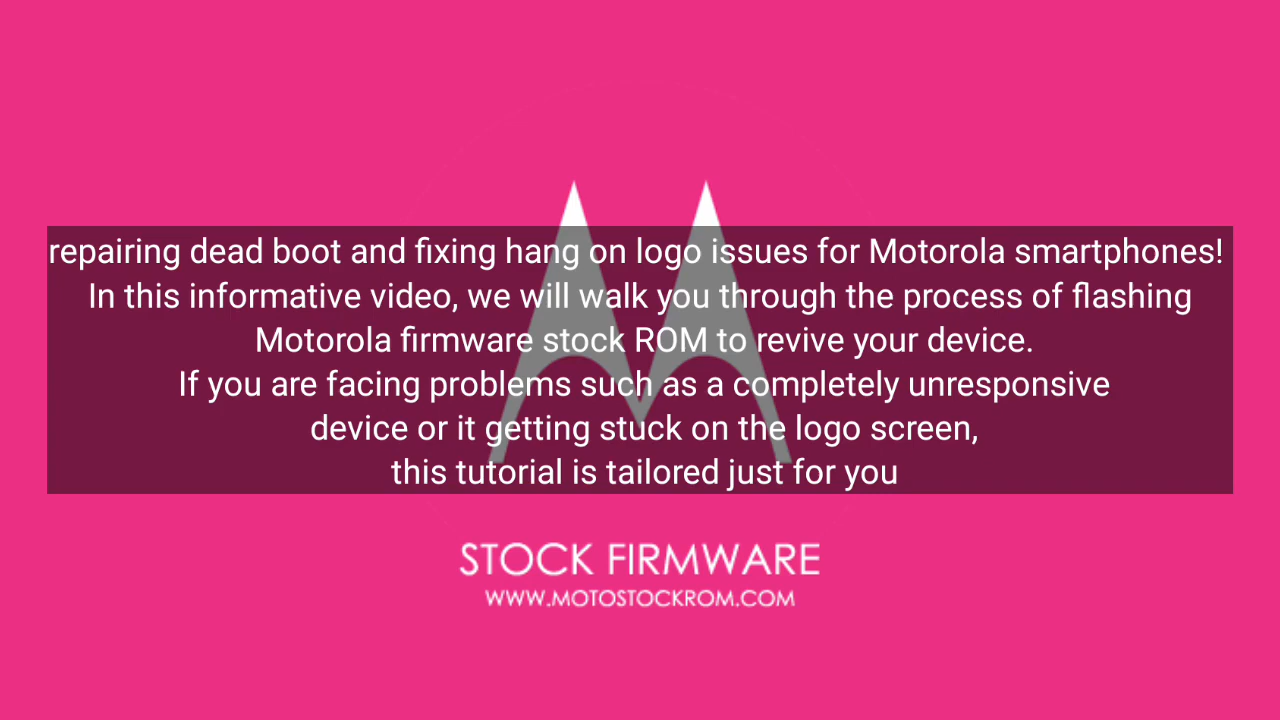 repairing dead boot and fixing hang on logo issues for Motorola smartphones!
In this informative video, we will walk you through the process of flashing
Motorola firmware stock ROM to revive your device.
If you are facing problems such as a completely unresponsive
device or it getting stuck on the logo screen,
this tutorial is tailored just for you
STOCK FIRMWARE
WWW.MOTOSTOCKROM.COM